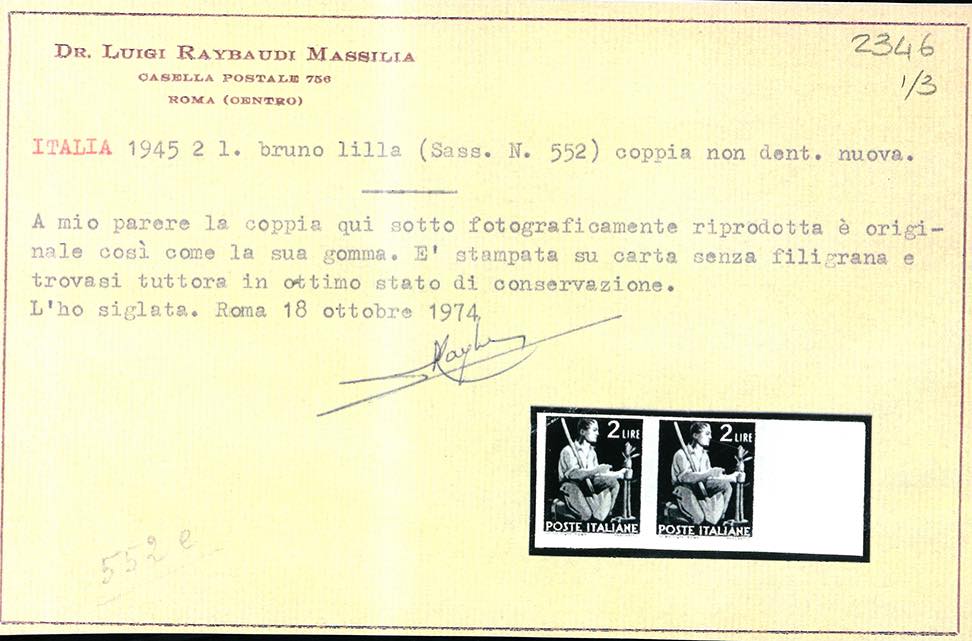 DR. LUIGI RAYBAUDI MASSILIA
CASELLA POSTALE 756
ROMA (CENTRO)
2346
1/3
ITALIA 1945 2 l. bruno lilla (Sass. N. 552) coppia non dent. nuova.
A mio parere la coppia qui sotto fotograficamente riprodotta è origi-
nale così come la sua gomma. E' stampata su carta senza filigrana e
trovasi tuttora in ottimo stato di conservazione.
L'ho siglata. Roma 18 ottobre 1974
2 LIRE
POSTE ITALIANE
2 LIRE
POSTE ITALIANE
552 e